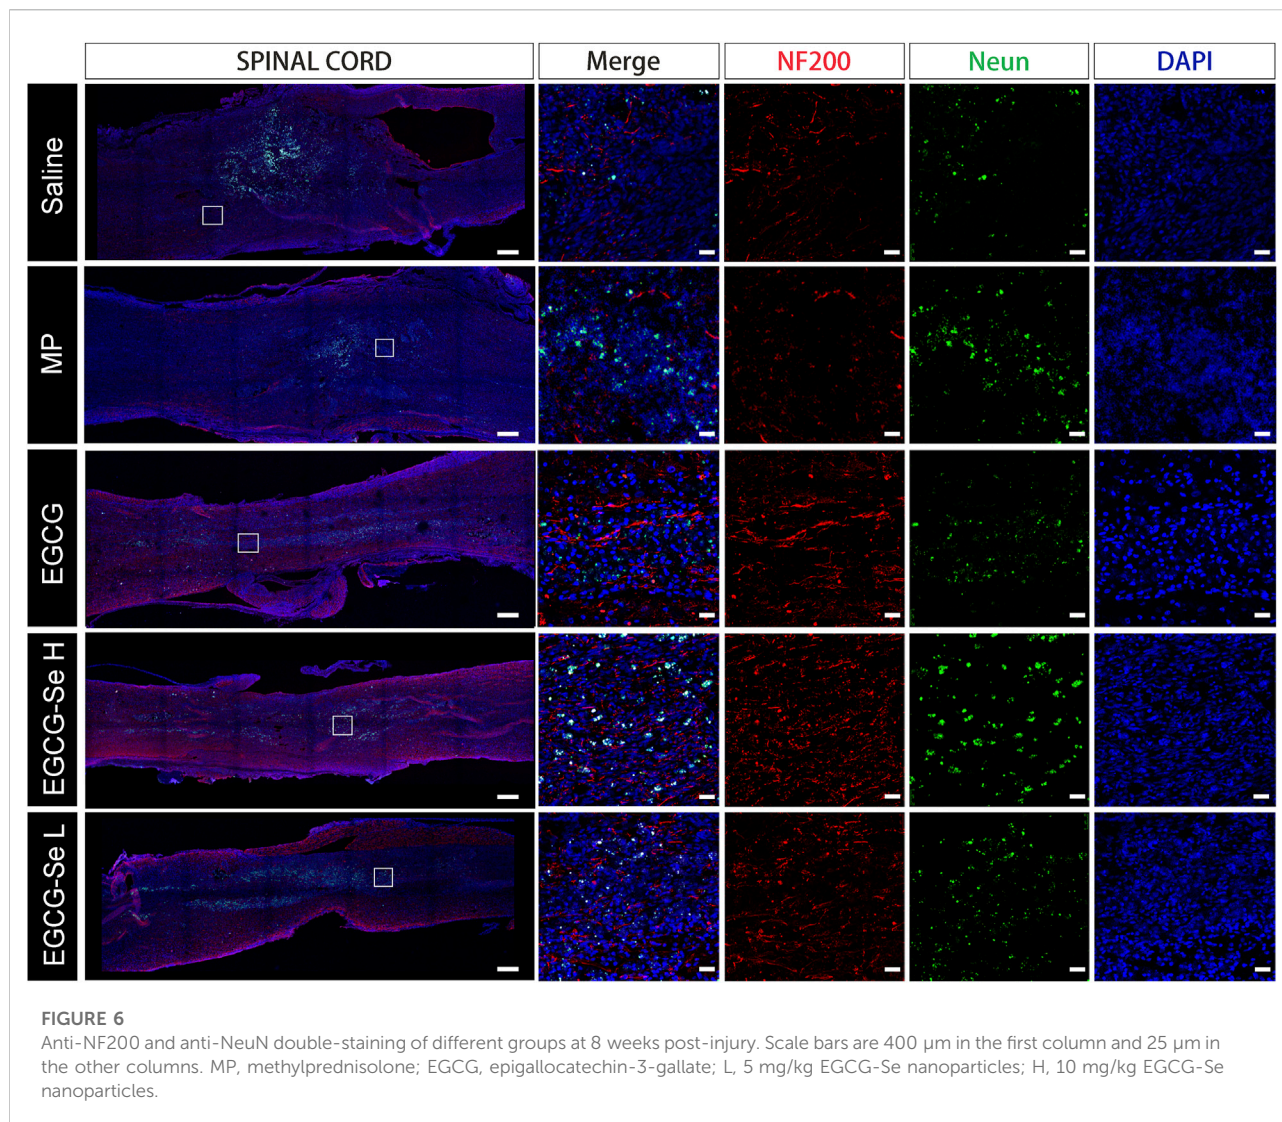 SPINAL CORD Merge NF200 Neun DAPI
Saline
MP
EGCG
EGCG-Se H
EGCG-Se L
FIGURE 6
Anti-NF200 and anti-NeuN double-staining of different groups at 8 weeks post-injury. Scale bars are 400 µm in the first column and 25 µm in
the other columns. MP, methylprednisolone; EGCG, epigallocatechin-3-gallate; L, 5 mg/kg EGCG-Se nanoparticles; H, 10 mg/kg EGCG-Se
nanoparticles.